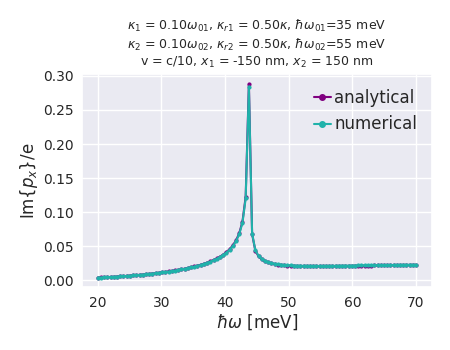 κ₁ = 0.10ω₀₁, κᵣ₁ = 0.50κ, ℏω₀₁=35 meV
κ₂ = 0.10ω₀₂, κᵣ₂ = 0.50κ, ℏω₀₂=55 meV
v = c/10, x₁ = -150 nm, x₂ = 150 nm
0.30
0.25
0.20
0.15
0.10
0.05
0.00
Im{pₓ}/e
analytical
numerical
20 30 40 50 60 70
ℏω [meV]